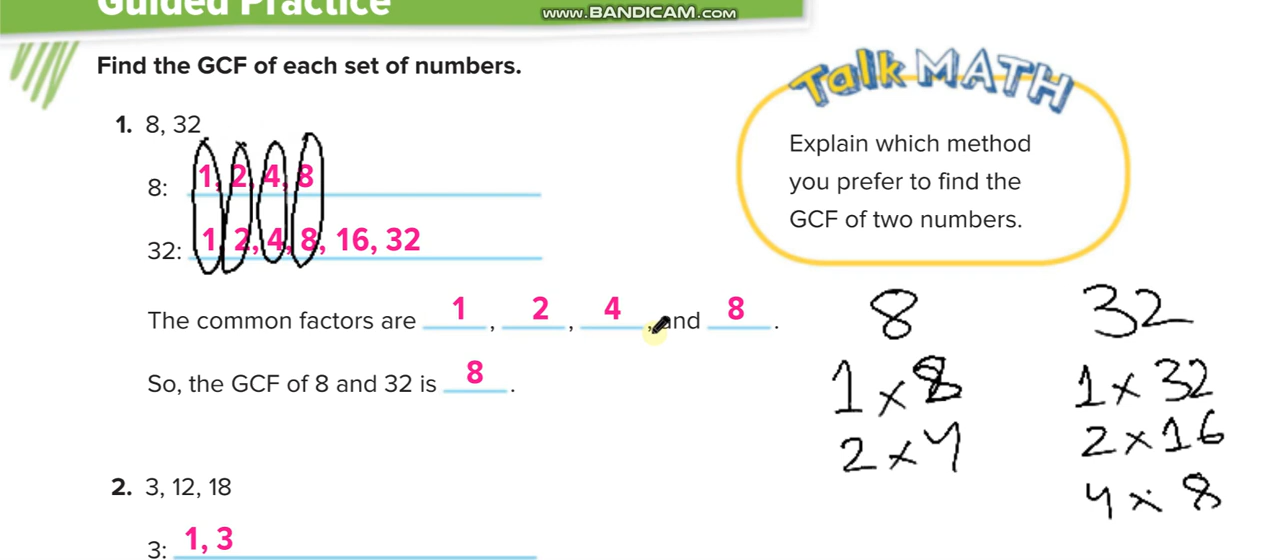 Guided Practice
www.BANDICAM.com
Find the GCF of each set of numbers.
Talk MATH
Explain which method
you prefer to find the
GCF of two numbers.
1. 8, 32
8: 1, 2, 4, 8
32: 1, 2, 4, 8, 16, 32
The common factors are 1, 2, 4, and 8.
So, the GCF of 8 and 32 is 8.
8
1 x 8
2 x 4
32
1 x 32
2 x 16
4 x 8
2. 3, 12, 18
3: 1, 3